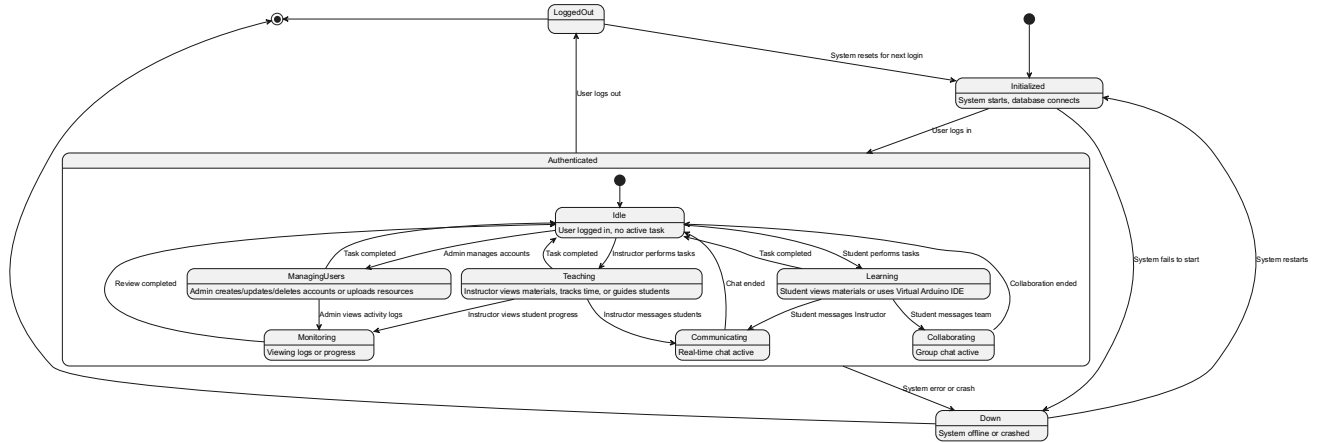 LoggedOut
System resets for next login
Initialized
System starts, database connects
User logs out
User logs in
Authenticated
Idle
User logged in, no active task
Task completed
Admin manages accounts
Task completed
Instructor performs tasks
Task completed
Student performs tasks
System fails to start
System restarts
ManagingUsers
Admin creates/updates/deletes accounts or uploads resources
Teaching
Instructor views materials, tracks time, or guides students
Learning
Student views materials or uses Virtual Arduino IDE
Review completed
Chat ended
Collaboration ended
Admin views activity logs
Instructor views student progress
Instructor messages students
Student messages Instructor
Student messages team
Monitoring
Viewing logs or progress
Communicating
Real-time chat active
Collaborating
Group chat active
System error or crash
Down
System offline or crashed